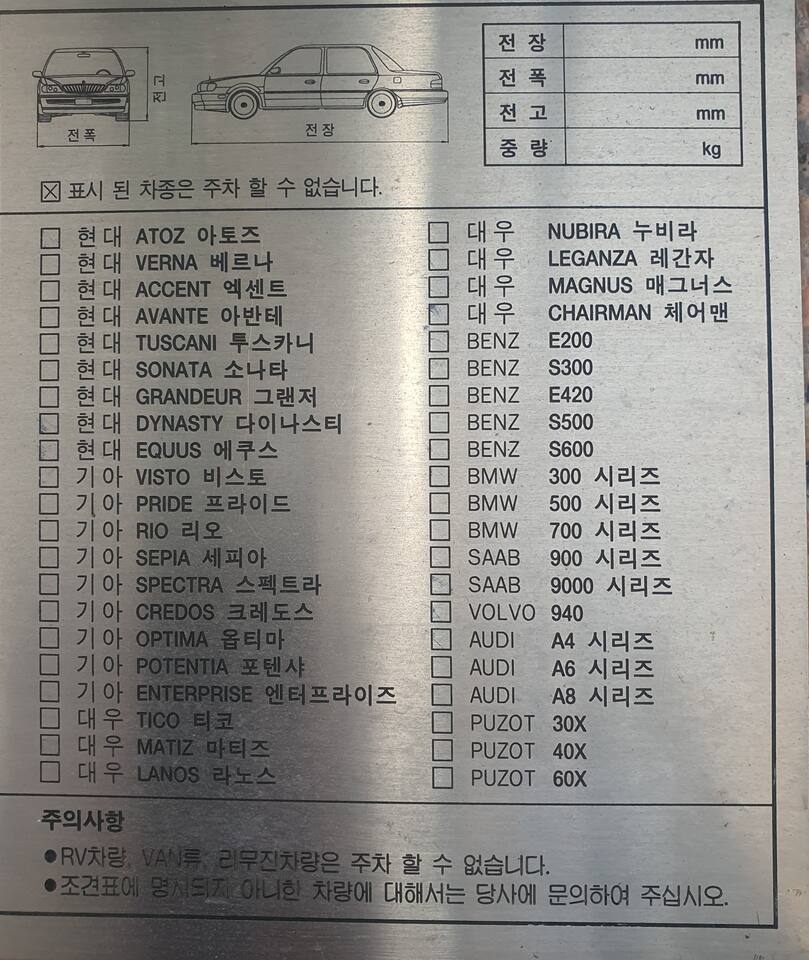 전고
전폭
전장
전 장 mm
전 폭 mm
전 고 mm
중 량 kg
☒ 표시 된 차종은 주차 할 수 없습니다.
□ 현대 ATOZ 아토즈
□ 현대 VERNA 베르나
□ 현대 ACCENT 엑센트
□ 현대 AVANTE 아반테
□ 현대 TUSCANI 투스카니
□ 현대 SONATA 소나타
□ 현대 GRANDEUR 그랜저
□ 현대 DYNASTY 다이나스티
□ 현대 EQUUS 에쿠스
□ 기아 VISTO 비스토
□ 기아 PRIDE 프라이드
□ 기아 RIO 리오
□ 기아 SEPIA 세피아
□ 기아 SPECTRA 스펙트라
□ 기아 CREDOS 크레도스
□ 기아 OPTIMA 옵티마
□ 기아 POTENTIA 포텐샤
□ 기아 ENTERPRISE 엔터프라이즈
□ 대우 TICO 티코
□ 대우 MATIZ 마티즈
□ 대우 LANOS 라노스
□ 대우 NUBIRA 누비라
□ 대우 LEGANZA 레간자
□ 대우 MAGNUS 매그너스
□ 대우 CHAIRMAN 체어맨
□ BENZ E200
□ BENZ S300
□ BENZ E420
□ BENZ S500
□ BENZ S600
□ BMW 300 시리즈
□ BMW 500 시리즈
□ BMW 700 시리즈
□ SAAB 900 시리즈
□ SAAB 9000 시리즈
□ VOLVO 940
□ AUDI A4 시리즈
□ AUDI A6 시리즈
□ AUDI A8 시리즈
□ PUZOT 30X
□ PUZOT 40X
□ PUZOT 60X
주의사항
●RV차량, VAN류, 리무진차량은 주차 할 수 없습니다.
●조견표에 명시되지 아니한 차량에 대해서는 당사에 문의하여 주십시오.